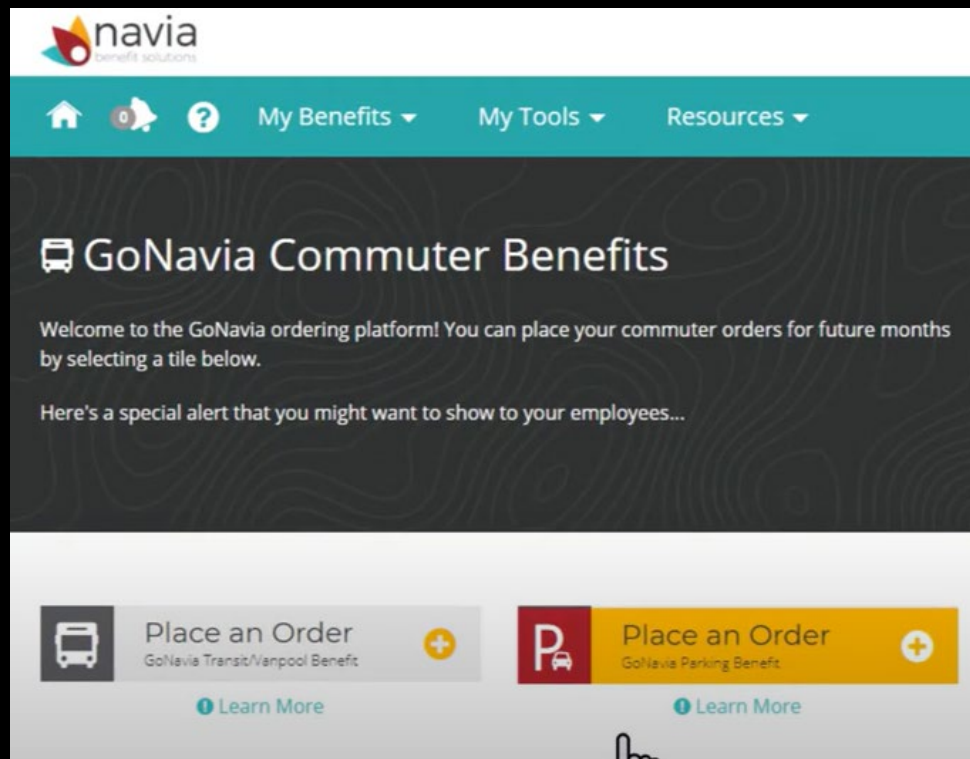 navia
benefit solutions
0
?
My Benefits
My Tools
Resources
GoNavia Commuter Benefits
Welcome to the GoNavia ordering platform! You can place your commuter orders for future months
by selecting a tile below.
Here's a special alert that you might want to show to your employees...
Place an Order
GoNavia Transit/Vanpool Benefit
Learn More
P
Place an Order
GoNavia Parking Benefit
Learn More